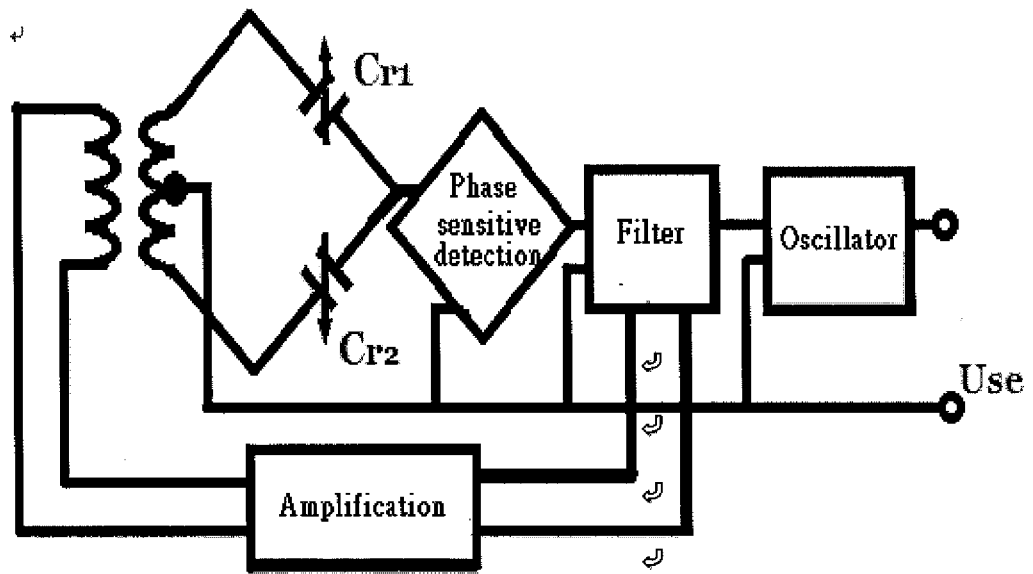 Cr1
Phase
sensitive
detection
Filter
Oscillator
Cr2
Use
Amplification